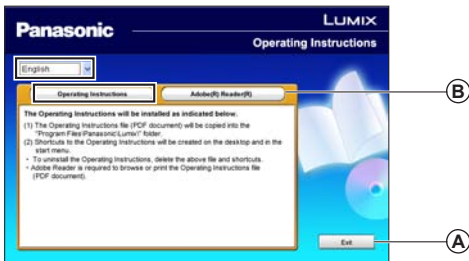 Panasonic
LUMIX
Operating Instructions
English
Operating Instructions
Adobe(R) Reader(R)
B
The Operating Instructions will be installed as indicated below.
(1) The Operating Instructions file (PDF document) will be copied into the
"Program Files\Panasonic\Lumix\" folder.
(2) Shortcuts to the Operating Instructions will be created on the desktop and in the
start menu.
・ To uninstall the Operating Instructions, delete the above file and shortcuts.
・ Adobe Reader is required to browse or print the Operating Instructions file
(PDF document).
Exit
A